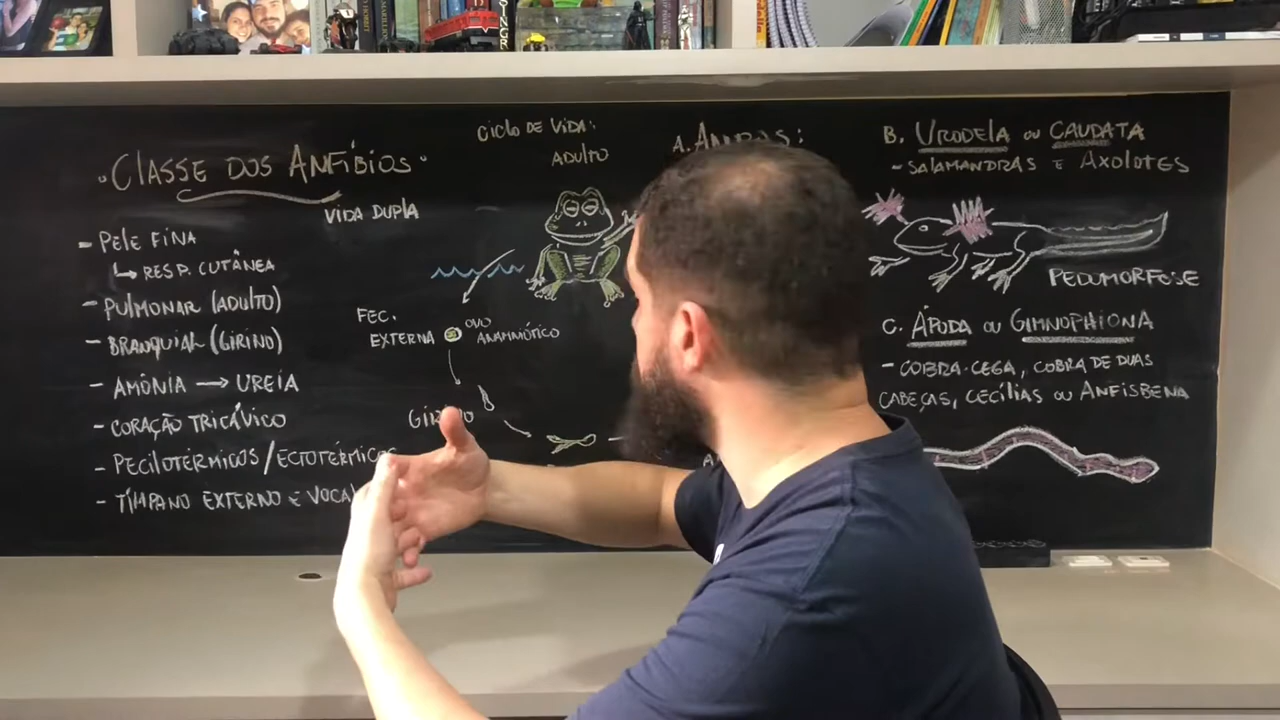 CLASSE DOS ANFÍBIOS
VIDA DUPLA
- PELE FINA
RESP. CUTÂNEA
- PULMONAR (ADULTO)
- BRANQUIAL (GIRINO)
- AMÔNIA → UREIA
- CORAÇÃO TRICÁVICO
- PECILOTÉRMICOS / ECTOTÉRMICOS
- TÍMPANO EXTERNO E
CICLO DE VIDA:
ADULTO
FEC.
EXTERNA
OVO
ANAMNIÓTICO
A. ANUROS:
B. URODELA OU CAUDATA
- SALAMANDRAS E AXOLOTES
PEDOMORFOSE
C. ÁPODA OU GIMNOPHIONA
- COBRA-CEGA, COBRA DE DUAS
CABEÇAS, CECÍLIAS OU ANFISBENA